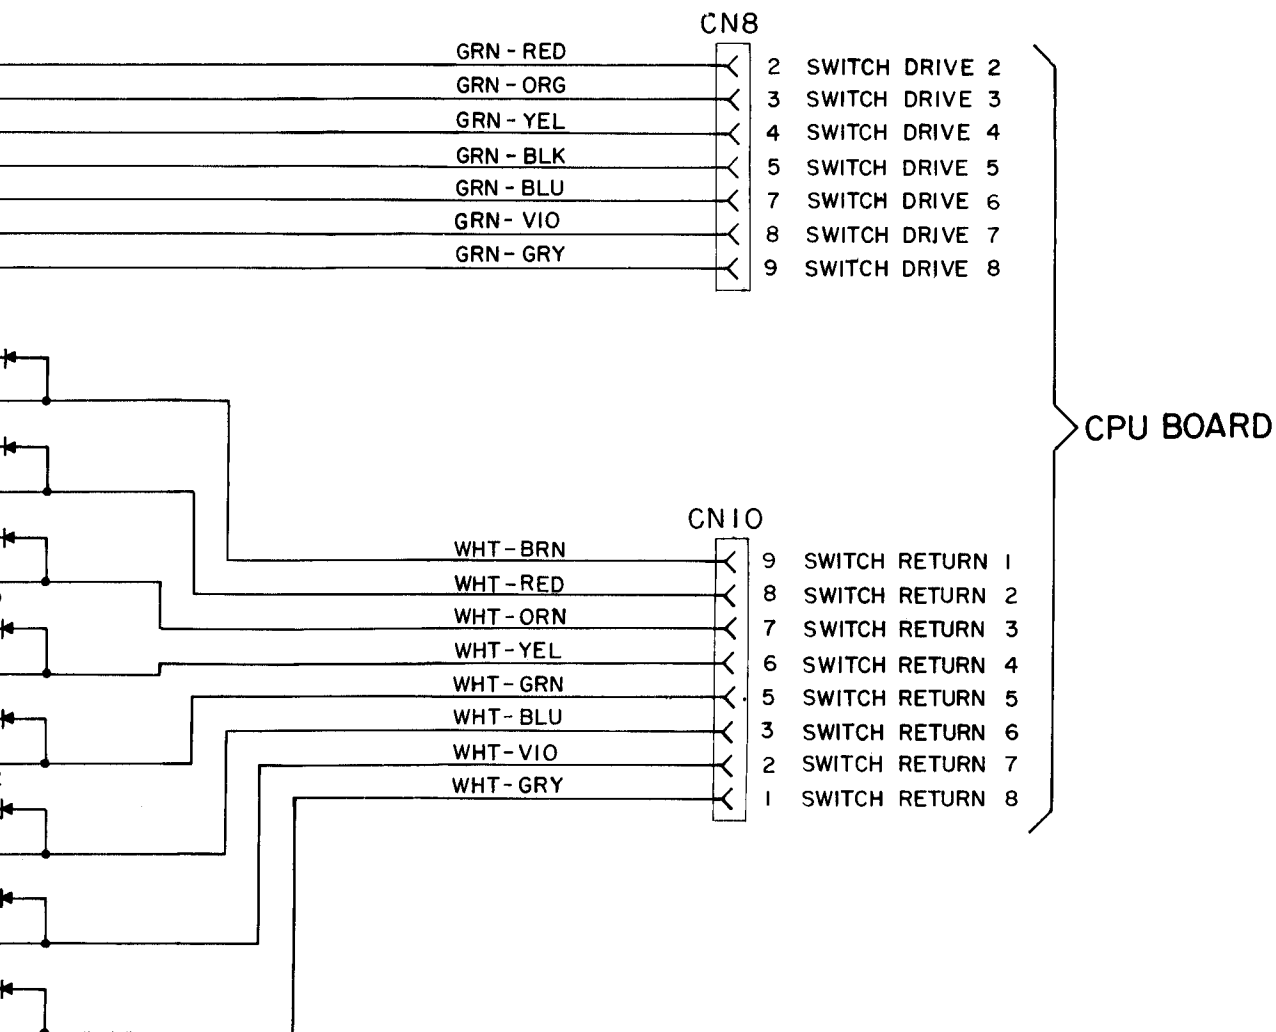 CN8
GRN-RED 2 SWITCH DRIVE 2
GRN-ORG 3 SWITCH DRIVE 3
GRN-YEL 4 SWITCH DRIVE 4
GRN-BLK 5 SWITCH DRIVE 5
GRN-BLU 7 SWITCH DRIVE 6
GRN-VIO 8 SWITCH DRIVE 7
GRN-GRY 9 SWITCH DRIVE 8
CPU BOARD
CN10
WHT-BRN 9 SWITCH RETURN 1
WHT-RED 8 SWITCH RETURN 2
WHT-ORN 7 SWITCH RETURN 3
WHT-YEL 6 SWITCH RETURN 4
WHT-GRN 5 SWITCH RETURN 5
WHT-BLU 3 SWITCH RETURN 6
WHT-VIO 2 SWITCH RETURN 7
WHT-GRY 1 SWITCH RETURN 8